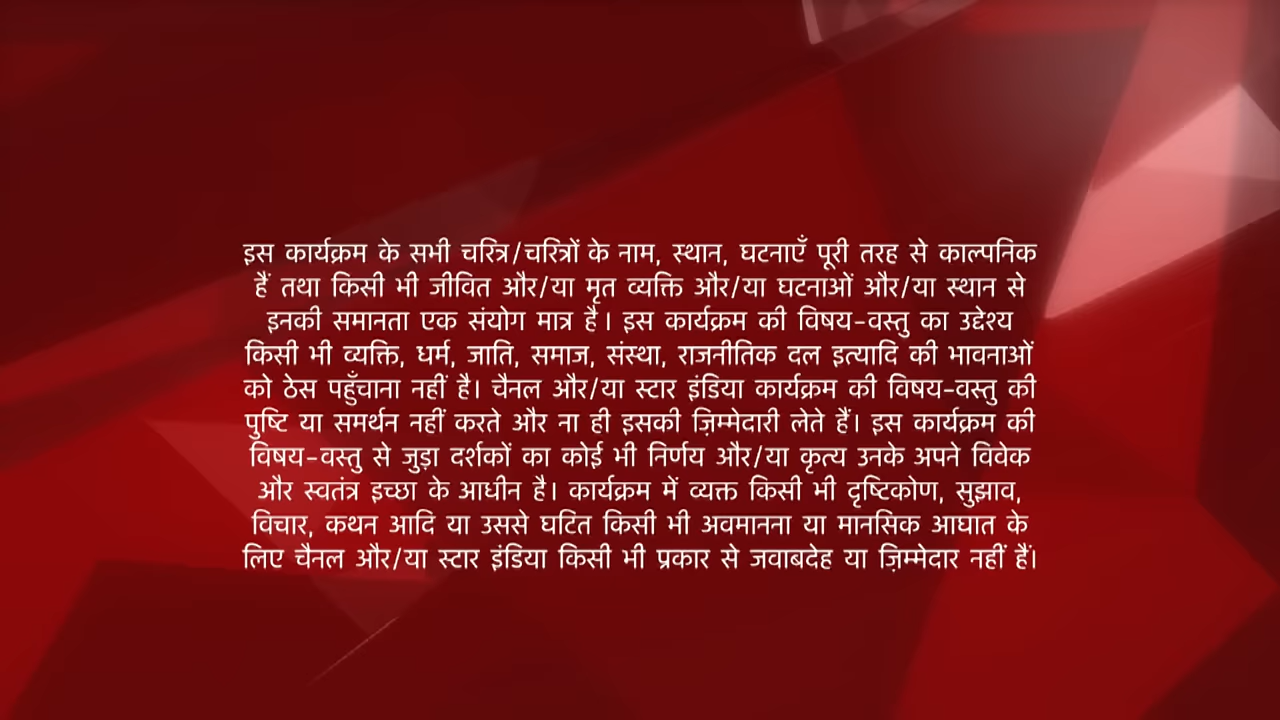 इस कार्यक्रम के सभी चरित्र/चरित्रों के नाम, स्थान, घटनाएँ पूरी तरह से काल्पनिक
हैं तथा किसी भी जीवित और/या मृत व्यक्ति और/या घटनाओं और/या स्थान से
इनकी समानता एक संयोग मात्र है। इस कार्यक्रम की विषय-वस्तु का उद्देश्य
किसी भी व्यक्ति, धर्म, जाति, समाज, संस्था, राजनीतिक दल इत्यादि की भावनाओं
को ठेस पहुँचाना नहीं है। चैनल और/या स्टार इंडिया कार्यक्रम की विषय-वस्तु की
पुष्टि या समर्थन नहीं करते और ना ही इसकी ज़िम्मेदारी लेते हैं। इस कार्यक्रम की
विषय-वस्तु से जुड़ा दर्शकों का कोई भी निर्णय और/या कृत्य उनके अपने विवेक
और स्वतंत्र इच्छा के आधीन है। कार्यक्रम में व्यक्त किसी भी दृष्टिकोण, सुझाव,
विचार, कथन आदि या उससे घटित किसी भी अवमानना या मानसिक आघात के
लिए चैनल और/या स्टार इंडिया किसी भी प्रकार से जवाबदेह या ज़िम्मेदार नहीं हैं।